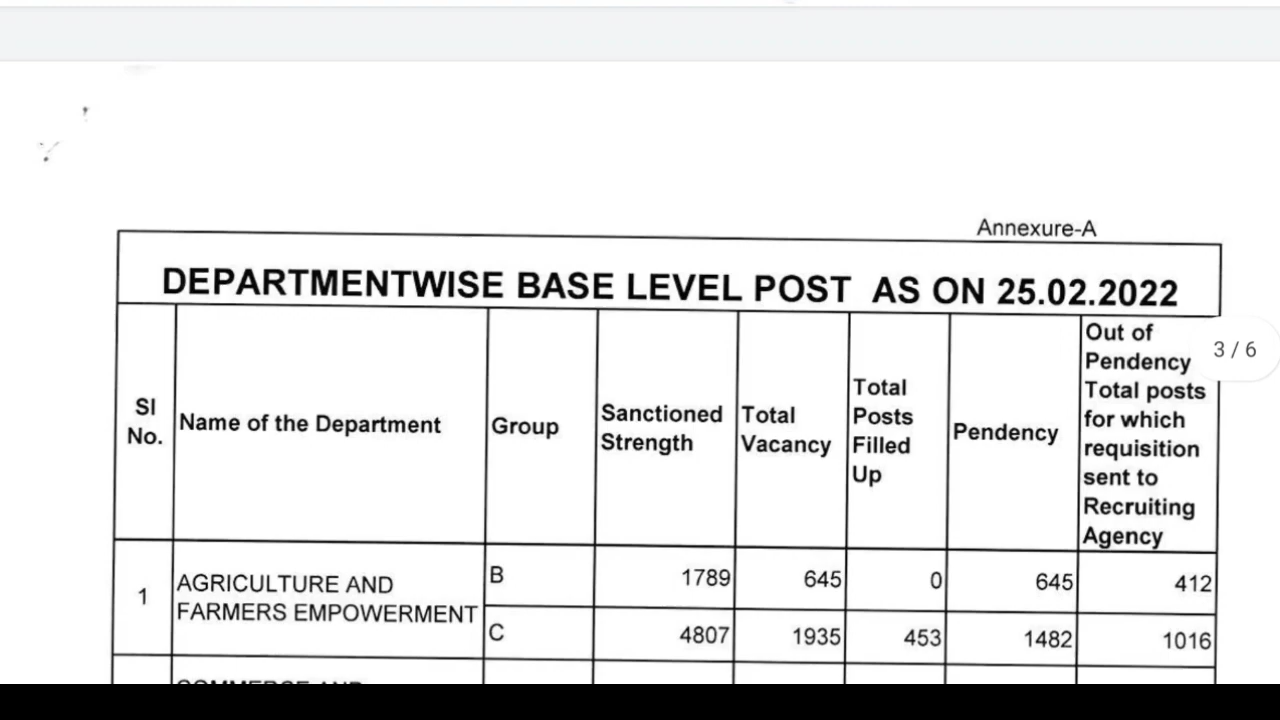 Annexure-A
DEPARTMENTWISE BASE LEVEL POST AS ON 25.02.2022
Sl
No.
Name of the Department
Group
Sanctioned
Strength
Total
Vacancy
Total
Posts
Filled
Up
Pendency
Out of
Pendency
Total posts
for which
requisition
sent to
Recruiting
Agency
3 / 6
1
AGRICULTURE AND
FARMERS EMPOWERMENT
B 1789 645 0 645 412
C 4807 1935 453 1482 1016